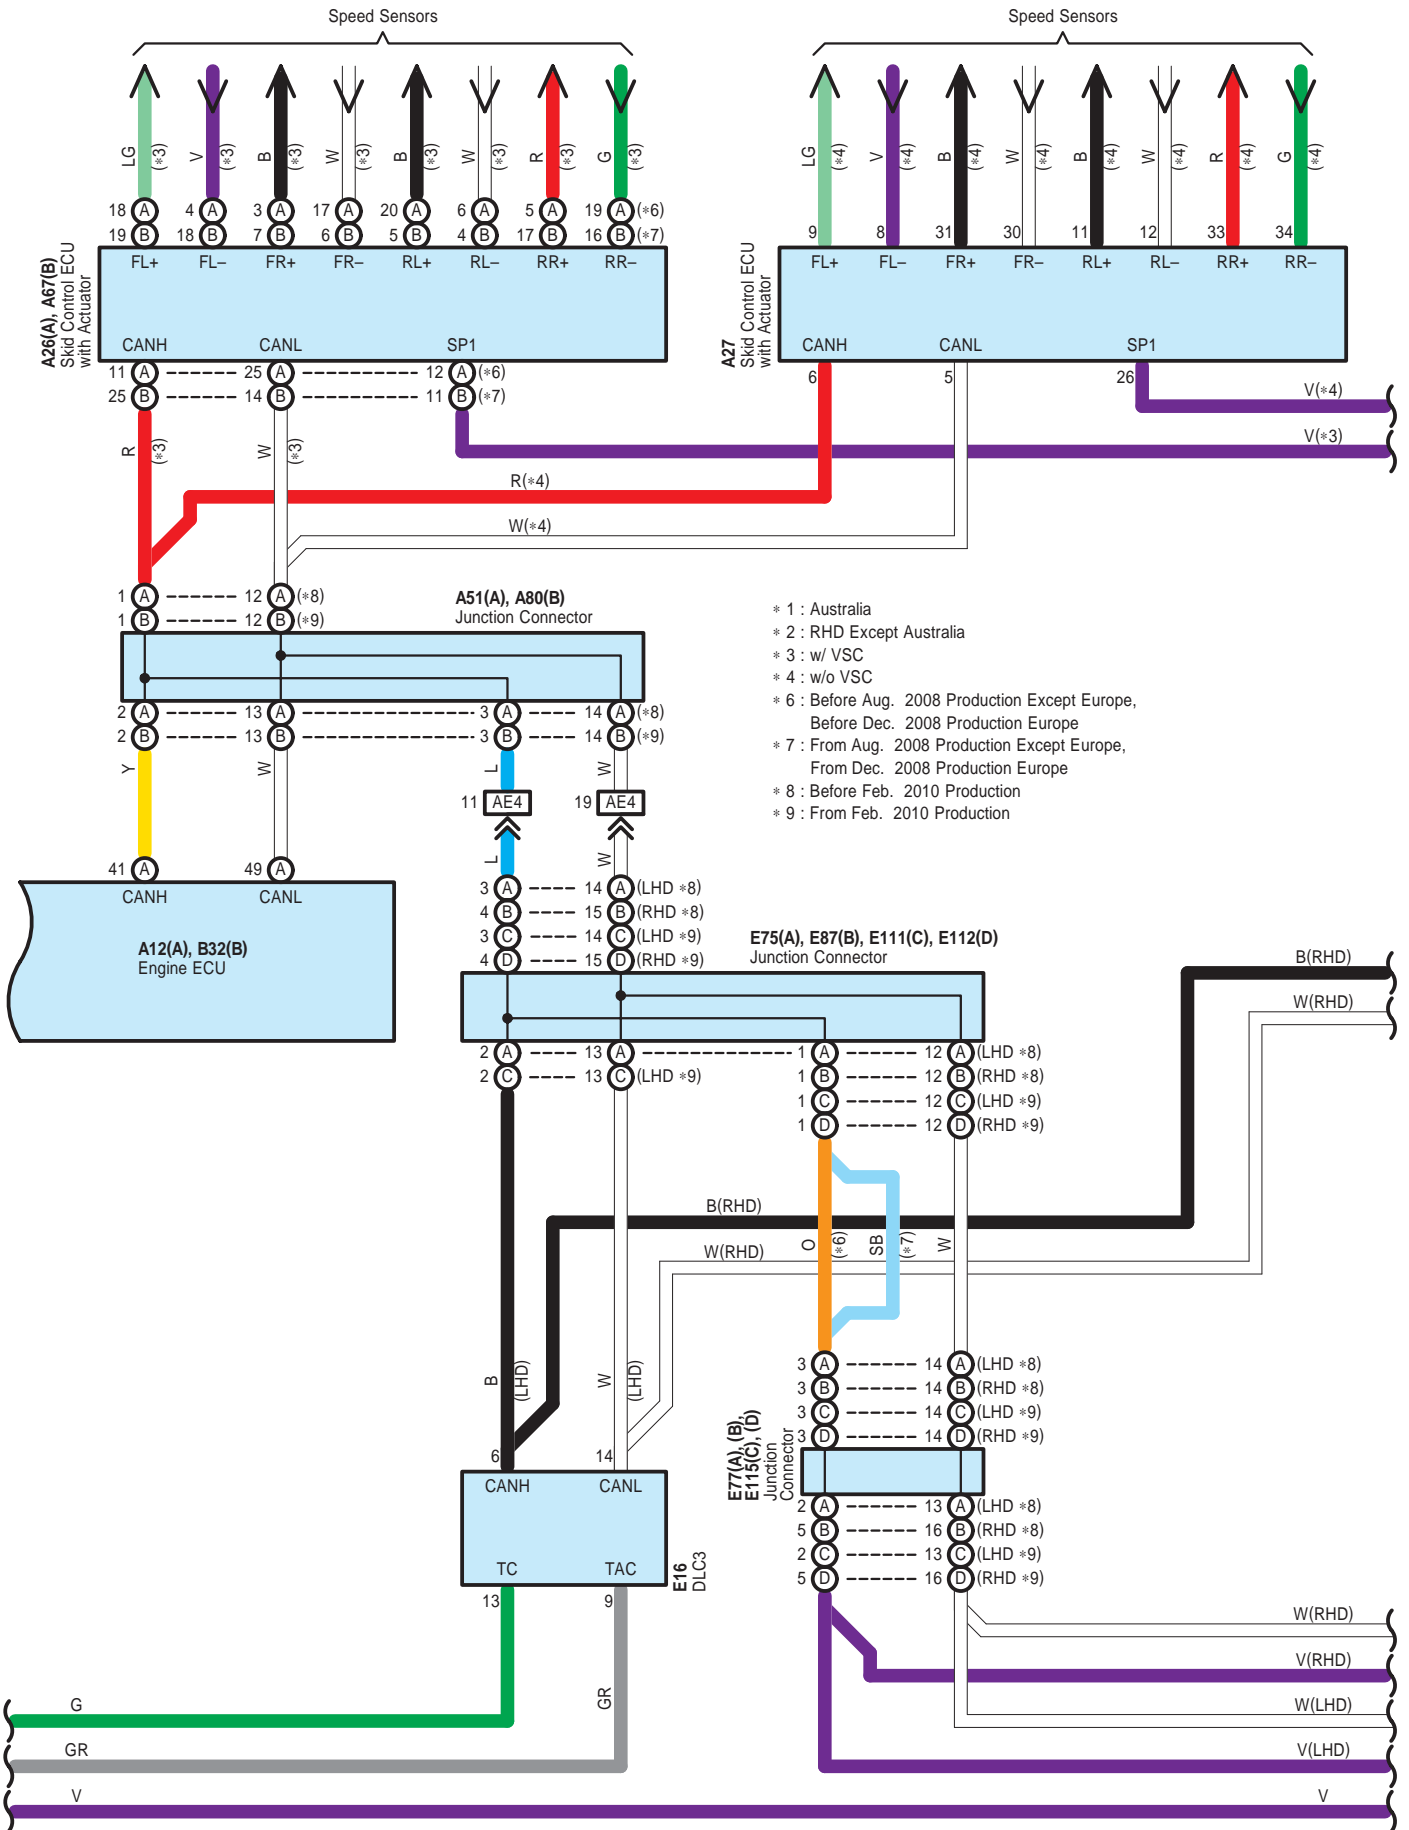 Speed Sensors
Speed Sensors
LG (*3) V (*3) B (*3) W (*3) B (*3) W (*3) R (*3) G (*3)
LG (*4) V (*4) B (*4) W (*4) B (*4) W (*4) R (*4) G (*4)
18 A 4 A 3 A 17 A 20 A 6 A 5 A 19 A (*6)
19 B 18 B 7 B 6 B 5 B 4 B 17 B 16 B (*7)
9 8 31 30 11 12 33 34
FL+ FL– FR+ FR– RL+ RL– RR+ RR–
FL+ FL– FR+ FR– RL+ RL– RR+ RR–
A26(A), A67(B)
Skid Control ECU
with Actuator
A27
Skid Control ECU
with Actuator
CANH CANL SP1
CANH CANL SP1
11 A 25 A 12 A (*6)
25 B 14 B 11 B (*7)
6 5 26
V(*4)
V(*3)
R (*3) W (*3)
R(*4)
W(*4)
1 A 12 A (*8)
1 B 12 B (*9)
A51(A), A80(B)
Junction Connector
* 1 : Australia
* 2 : RHD Except Australia
* 3 : w/ VSC
* 4 : w/o VSC
* 6 : Before Aug. 2008 Production Except Europe,
Before Dec. 2008 Production Europe
* 7 : From Aug. 2008 Production Except Europe,
From Dec. 2008 Production Europe
* 8 : Before Feb. 2010 Production
* 9 : From Feb. 2010 Production
2 A 13 A 3 A 14 A (*8)
2 B 13 B 3 B 14 B (*9)
Y W L W
11 AE4 19 AE4
L W
41 A 49 A
CANH CANL
A12(A), B32(B)
Engine ECU
3 A 14 A (LHD *8)
4 B 15 B (RHD *8)
3 C 14 C (LHD *9)
4 D 15 D (RHD *9)
E75(A), E87(B), E111(C), E112(D)
Junction Connector
B(RHD)
W(RHD)
2 A 13 A 1 A 12 A (LHD *8)
2 C 13 C (LHD *9) 1 B 12 B (RHD *8)
1 C 12 C (LHD *9)
1 D 12 D (RHD *9)
B(RHD)
W(RHD)
O (*6) SB (*7) W
B (LHD) W (LHD)
3 A 14 A (LHD *8)
3 B 14 B (RHD *8)
3 C 14 C (LHD *9)
3 D 14 D (RHD *9)
E77(A), (B),
E115(C), (D)
Junction
Connector
6 14
CANH CANL
TC TAC
E16
DLC3
13 9
2 A 13 A (LHD *8)
5 B 16 B (RHD *8)
2 C 13 C (LHD *9)
5 D 16 D (RHD *9)
W(RHD)
V(RHD)
GR
G
W(LHD)
GR
V(LHD)
V V